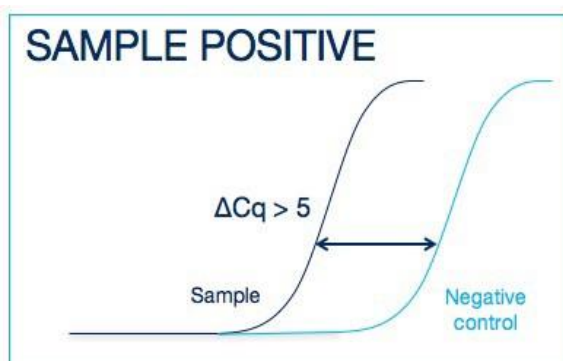 SAMPLE POSITIVE
ΔCq > 5
Sample
Negative
control